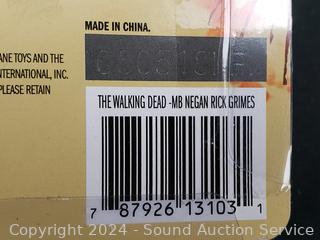 MADE IN CHINA.
ANE TOYS AND THE
INTERNATIONAL, INC.
PLEASE RETAIN
THE WALKING DEAD -MB NEGAN RICK GRIMES
7 87926 13103 1
Copyright 2024 - Sound Auction Service